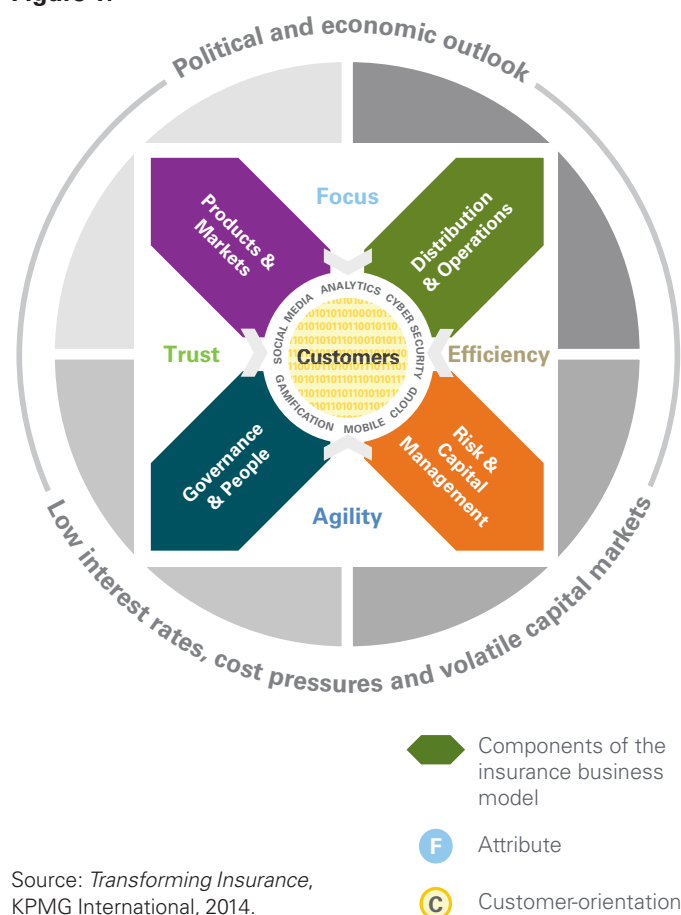 Political and economic outlook
Focus
Products &
Markets
Distribution
& Operations
SOCIAL MEDIA ANALYTICS CYBER SECURITY
Trust
Customers
Efficiency
GAMIFICATION MOBILE CLOUD
Governance
& People
Risk &
Capital
Management
Agility
Low interest rates, cost pressures and volatile capital markets
Components of the
insurance business
model
F Attribute
C Customer-orientation
Source: Transforming Insurance,
KPMG International, 2014.